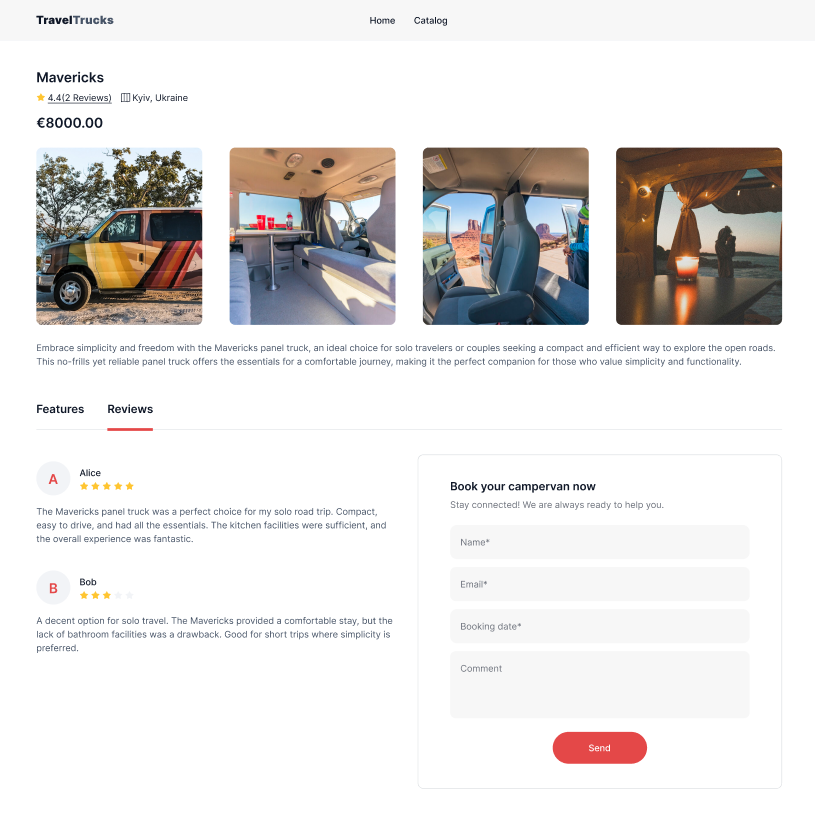 TravelTrucks
Home Catalog
Mavericks
4.4(2 Reviews) Kyiv, Ukraine
€8000.00
Embrace simplicity and freedom with the Mavericks panel truck, an ideal choice for solo travelers or couples seeking a compact and efficient way to explore the open roads.
This no-frills yet reliable panel truck offers the essentials for a comfortable journey, making it the perfect companion for those who value simplicity and functionality.
Features Reviews
A
Alice
The Mavericks panel truck was a perfect choice for my solo road trip. Compact,
easy to drive, and had all the essentials. The kitchen facilities were sufficient, and
the overall experience was fantastic.
B
Bob
A decent option for solo travel. The Mavericks provided a comfortable stay, but the
lack of bathroom facilities was a drawback. Good for short trips where simplicity is
preferred.
Book your campervan now
Stay connected! We are always ready to help you.
Name*
Email*
Booking date*
Comment
Send